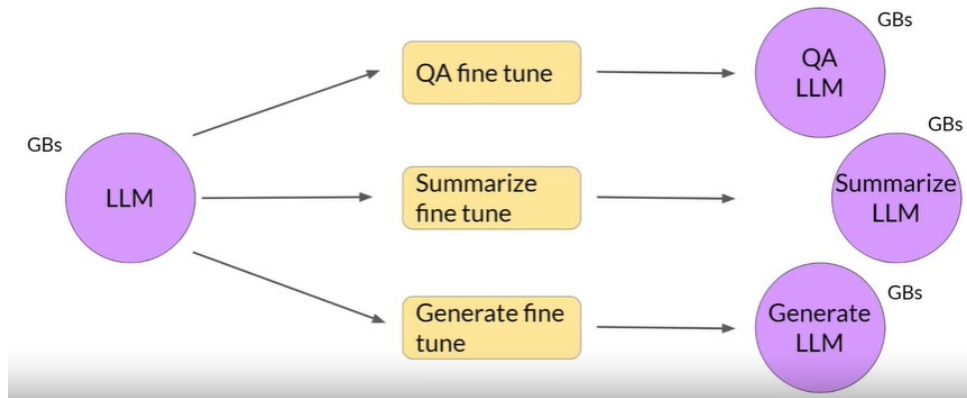 GBs
QA fine tune
QA
LLM
GBs
GBs
LLM
Summarize
fine tune
Summarize
LLM
Generate fine
tune
Generate
LLM
GBs